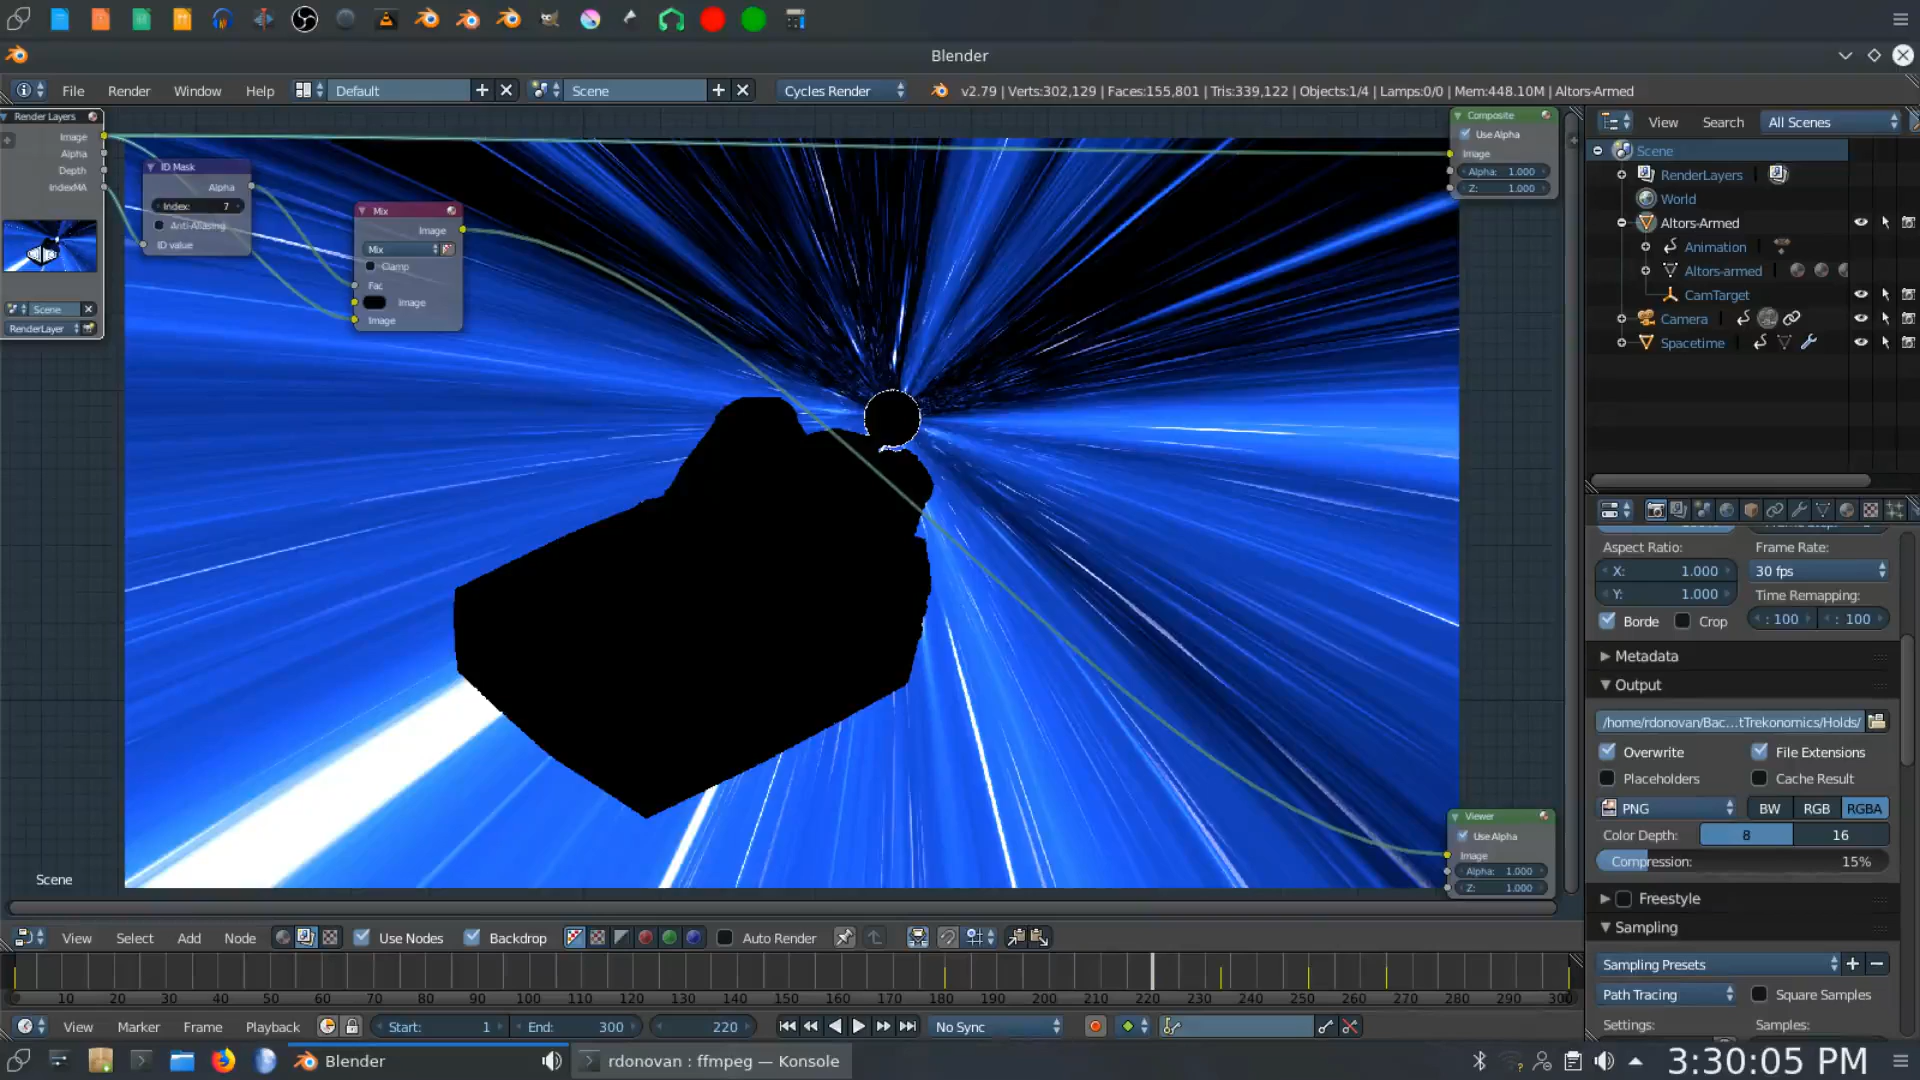 Blender
File Render Window Help Default Scene Cycles Render v2.79 | Verts:302,129 | Faces:155,801 | Tris:339,122 | Objects:1/4 | Lamps:0/0 | Mem:448.10M | Altors-Armed
Render Layers
Image
Alpha
Depth
IndexMA
Scene
RenderLayer
ID Mask
Alpha
Index: 7
Anti-Aliasing
ID value
Mix
Image
Mix
Clamp
Fac
Image
Image
Composite
Use Alpha
Image
Alpha: 1.000
Z: 1.000
Viewer
Use Alpha
Image
Alpha: 1.000
Z: 1.000
Scene
View Search All Scenes
Scene
RenderLayers
World
Altors-Armed
Animation
Altors-armed
CamTarget
Camera
Spacetime
Aspect Ratio: Frame Rate:
X: 1.000 30 fps
Y: 1.000 Time Remapping:
Borde Crop : 100 : 100
Metadata
Output
/home/rdonovan/Bac...tTrekonomics/Holds/
Overwrite File Extensions
Placeholders Cache Result
PNG BW RGB RGBA
Color Depth: 8 16
Compression: 15%
Freestyle
Sampling
Sampling Presets
Path Tracing Square Samples
Settings: Samples:
View Select Add Node Use Nodes Backdrop Auto Render
10 20 30 40 50 60 70 80 90 100 110 120 130 140 150 160 170 180 190 200 210 220 230 240 250 260 270 280 290 300
View Marker Frame Playback Start: 1 End: 300 220 No Sync
Blender rdonovan : ffmpeg — Konsole 3:30:05 PM